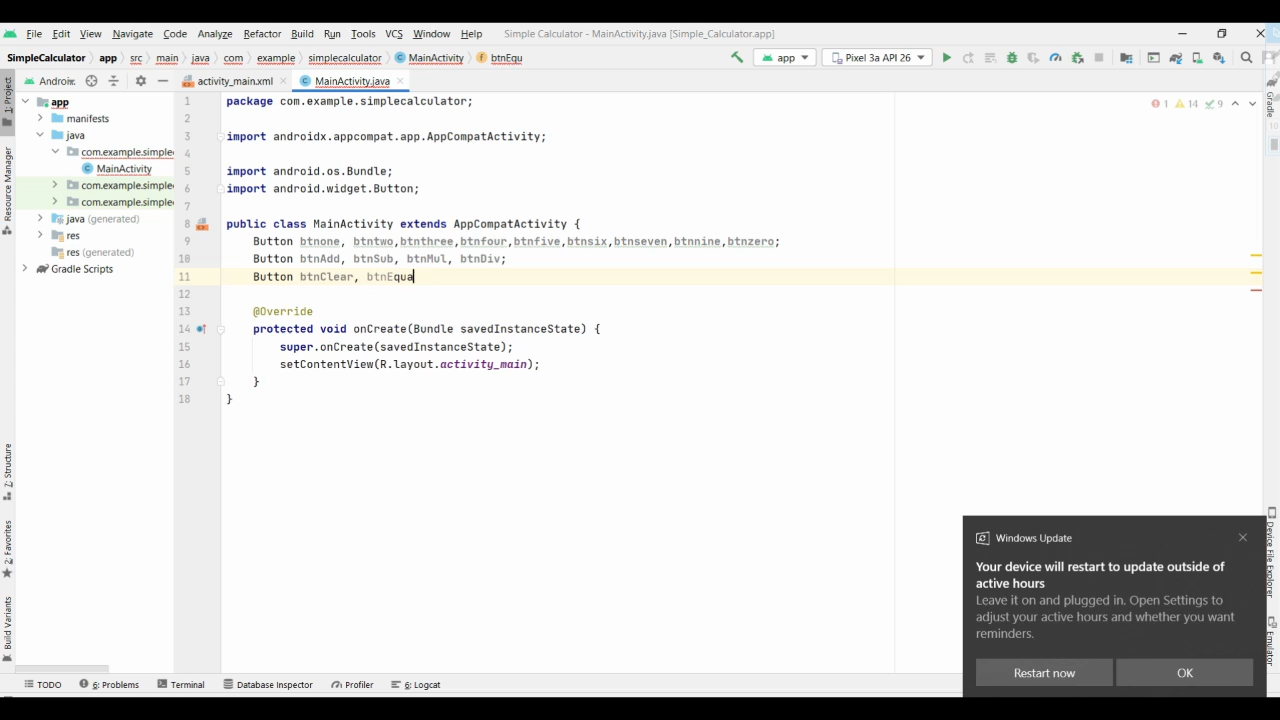 File Edit View Navigate Code Analyze Refactor Build Run Tools VCS Window Help Simple Calculator - MainActivity.java [Simple_Calculator.app]
SimpleCalculator app src main java com example simplecalculator MainActivity btnEqu app Pixel 3a API 26
Android activity_main.xml MainActivity.java
1: Project
Resource Manager
Z: Structure
2: Favorites
Build Variants
app
manifests
java
com.example.simple
MainActivity
com.example.simple
com.example.simple
java (generated)
res
res (generated)
Gradle Scripts
1 package com.example.simplecalculator;
2
3 import androidx.appcompat.app.AppCompatActivity;
4
5 import android.os.Bundle;
6 import android.widget.Button;
7
8 public class MainActivity extends AppCompatActivity {
9 Button btnone, btntwo,btnthree,btnfour,btnfive,btnsix,btnseven,btnnine,btnzero;
10 Button btnAdd, btnSub, btnMul, btnDiv;
11 Button btnClear, btnEqua
12
13 @Override
14 protected void onCreate(Bundle savedInstanceState) {
15 super.onCreate(savedInstanceState);
16 setContentView(R.layout.activity_main);
17 }
18 }
1 14 9
Gradle
Device File Explorer
Emulator
Windows Update
Your device will restart to update outside of
active hours
Leave it on and plugged in. Open Settings to
adjust your active hours and whether you want
reminders.
Restart now OK
TODO 6: Problems Terminal Database Inspector Profiler 6: Logcat